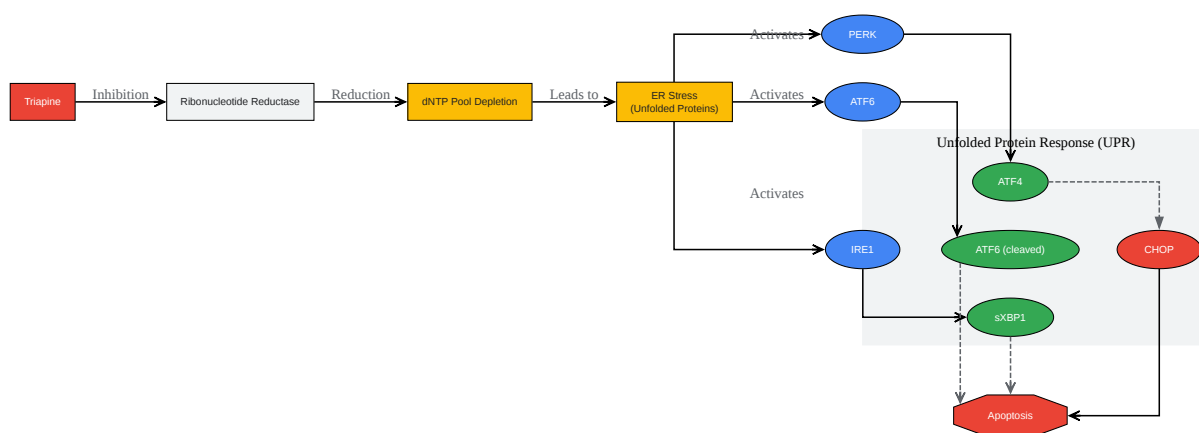 Triapine
Inhibition
Ribonucleotide Reductase
Reduction
dNTP Pool Depletion
Leads to
ER Stress
(Unfolded Proteins)
Activates
PERK
Activates
ATF6
Activates
IRE1
Unfolded Protein Response (UPR)
ATF4
ATF6 (cleaved)
CHOP
sXBP1
Apoptosis